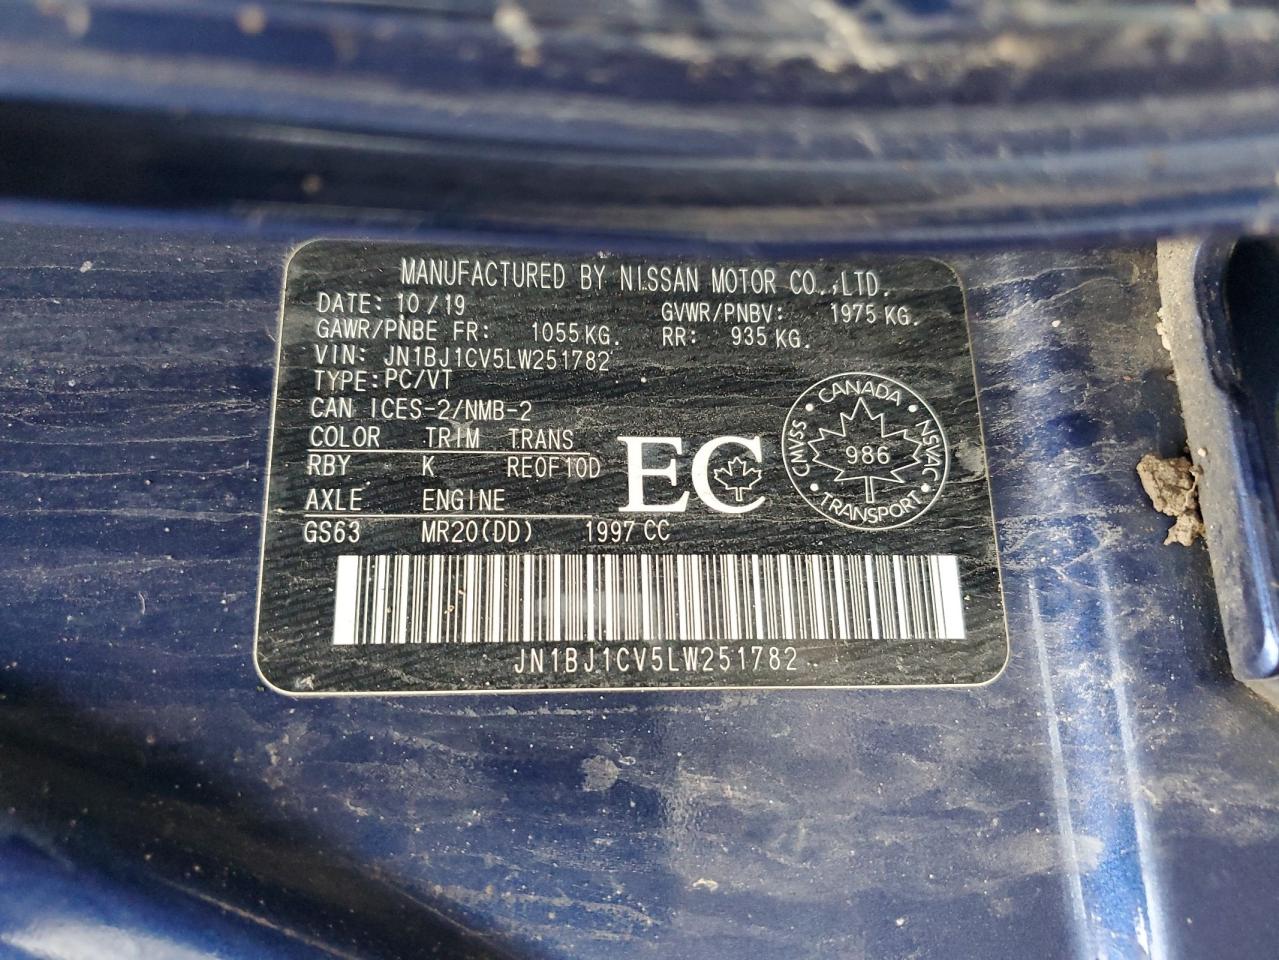 MANUFACTURED BY NISSAN MOTOR CO.,LTD.
DATE: 10/19 GVWR/PNBV: 1975 KG.
GAWR/PNBE FR: 1055 KG. RR: 935 KG.
VIN: JN1BJ1CV5LW251782
TYPE: PC/VT
CAN ICES-2/NMB-2
COLOR TRIM TRANS
RBY K RE0F10D
AXLE ENGINE
GS63 MR20(DD) 1997 CC
EC
CANADA
CMVSS 986 NSVAC
TRANSPORT
JN1BJ1CV5LW251782